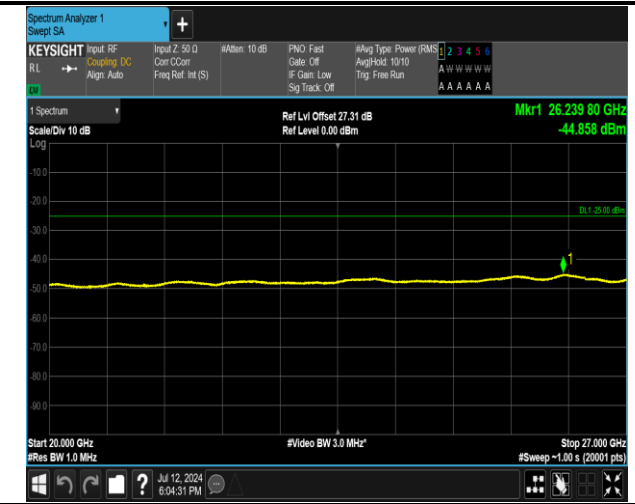 Spectrum Analyzer 1
Swept SA
+
KEYSIGHT Input: RF Input Z: 50 Ω #Atten: 10 dB PNO: Fast #Avg Type: Power (RMS 1 2 3 4 5 6
RL Coupling: DC Corr CCorr Gate: Off Avg|Hold: 10/10 A W W W W W
Align: Auto Freq Ref: Int (S) IF Gain: Low Trig: Free Run
Sig Track: Off A A A A A A
1 Spectrum Ref Lvl Offset 27.31 dB Mkr1 26.239 80 GHz
Scale/Div 10 dB Ref Level 0.00 dBm -44.858 dBm
Log
-10.0
-20.0
DL1 -25.00 dBm
-30.0
-40.0
1
-50.0
-60.0
-70.0
-80.0
-90.0
Start 20.000 GHz #Video BW 3.0 MHz* Stop 27.000 GHz
#Res BW 1.0 MHz #Sweep ~1.00 s (20001 pts)
? Jul 12, 2024
6:04:31 PM